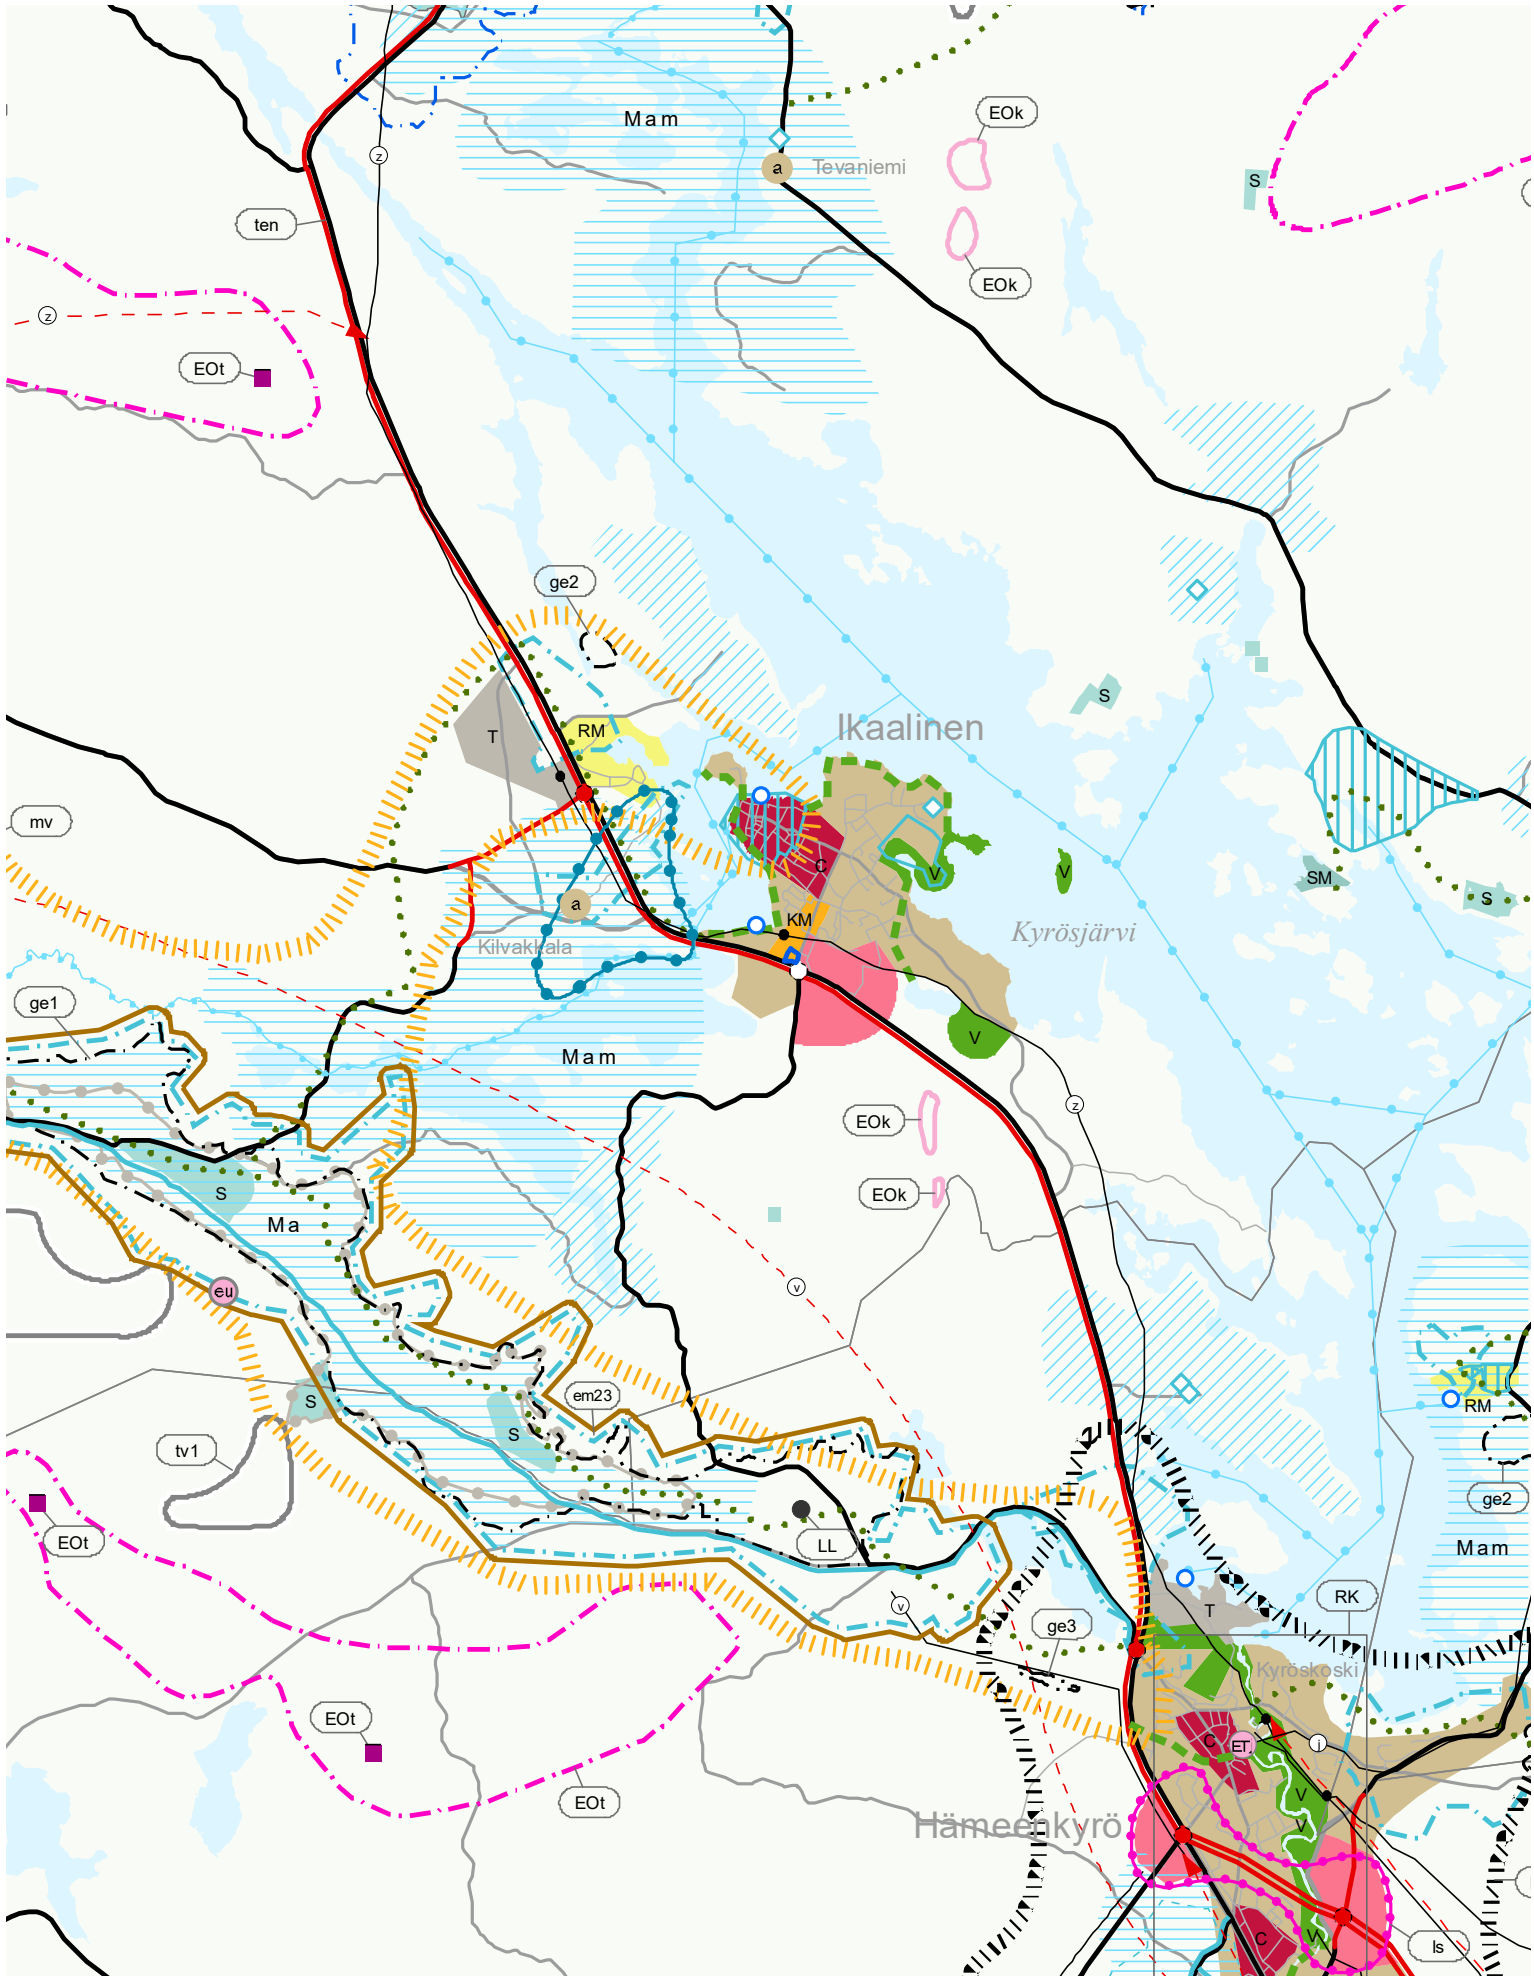 EOk
Mam
z
Tevaniemi
a
S
ten
EOk
z
EOt
ge2
S
Ikaalinen
T
RM
mv
C
V
V
SM
S
a
KM
Kyrösjärvi
Kilvakkala
ge1
V
Mam
z
EOk
S
EOk
Ma
eu
v
em23
S
RM
S
tv1
ge2
EOt
LL
Mam
RK
v
T
ge3
Kyröskoski
EOt
C
ET
j
V
EOt
Hämeenkyrö
V
C
V
ls